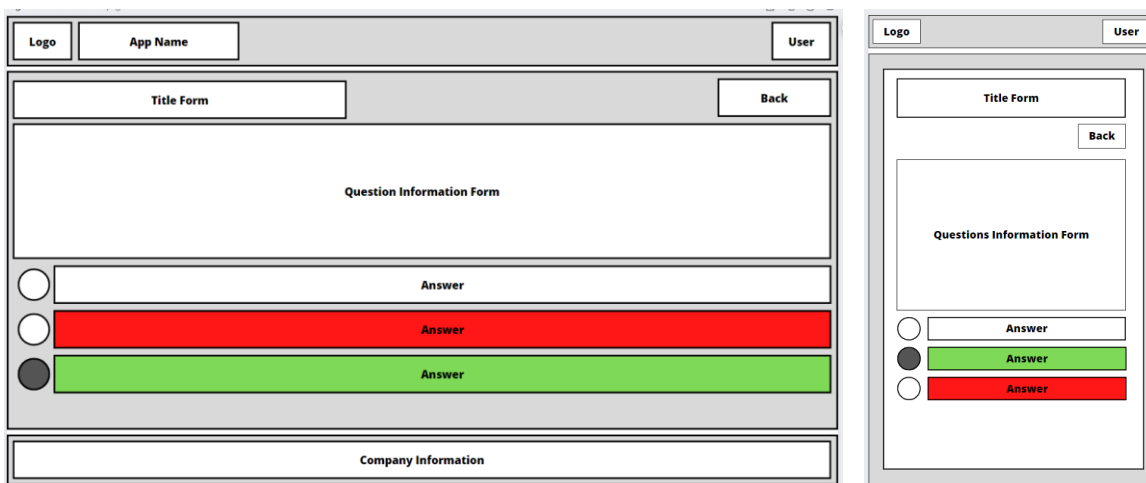 Logo
App Name
User
Title Form
Back
Question Information Form
Answer
Answer
Answer
Company Information
Logo
User
Title Form
Back
Questions Information Form
Answer
Answer
Answer